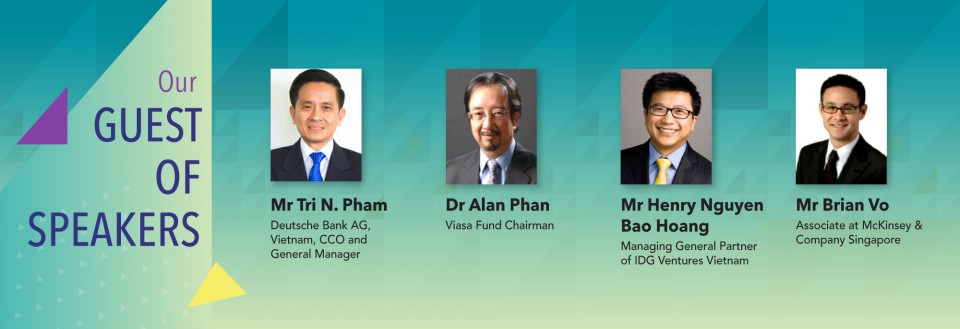 Our
GUEST
OF
SPEAKERS
Mr Tri N. Pham
Deutsche Bank AG,
Vietnam, CCO and
General Manager
Dr Alan Phan
Viasa Fund Chairman
Mr Henry Nguyen
Bao Hoang
Managing General Partner
of IDG Ventures Vietnam
Mr Brian Vo
Associate at McKinsey &
Company Singapore